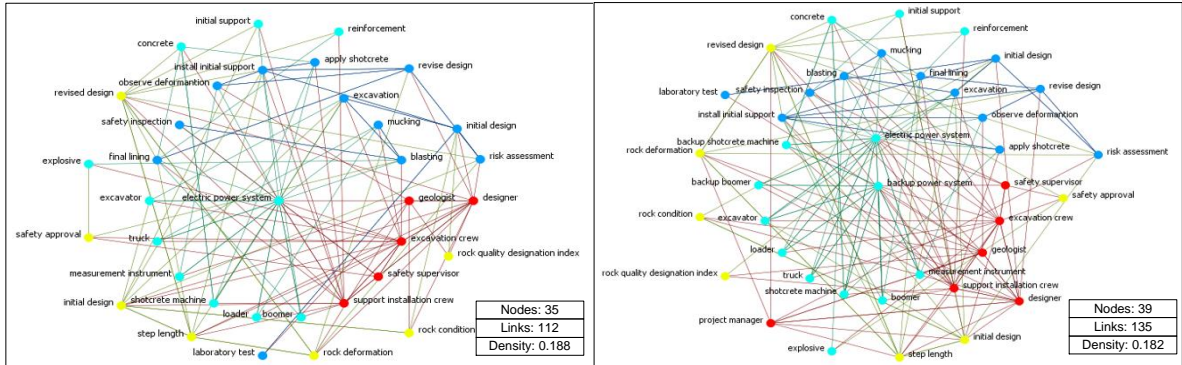 initial support
reinforcement
concrete
apply shotcrete
install initial support
revise design
observe deformantion
revised design
excavation
safety inspection
mucking
initial design
explosive
final lining
blasting
risk assessment
excavator
electric power system
geologist
designer
safety approval
truck
excavation crew
rock quality designation index
measurement instrument
safety supervisor
initial design
shotcrete machine
support installation crew
loader
boomer
step length
rock condition
laboratory test
rock deformation
Nodes: 35
Links: 112
Density: 0.188
initial support
concrete
reinforcement
revised design
mucking
initial design
blasting
final lining
revise design
laboratory test
safety inspection
excavation
install initial support
observe deformantion
electric power system
backup shotcrete machine
rock deformation
apply shotcrete
risk assessment
backup boomer
backup power system
safety supervisor
safety approval
rock condition
excavator
excavation crew
loader
geologist
rock quality designation index
truck
measurement instrument
shotcrete machine
support installation crew
boomer
designer
project manager
initial design
explosive
step length
Nodes: 39
Links: 135
Density: 0.182